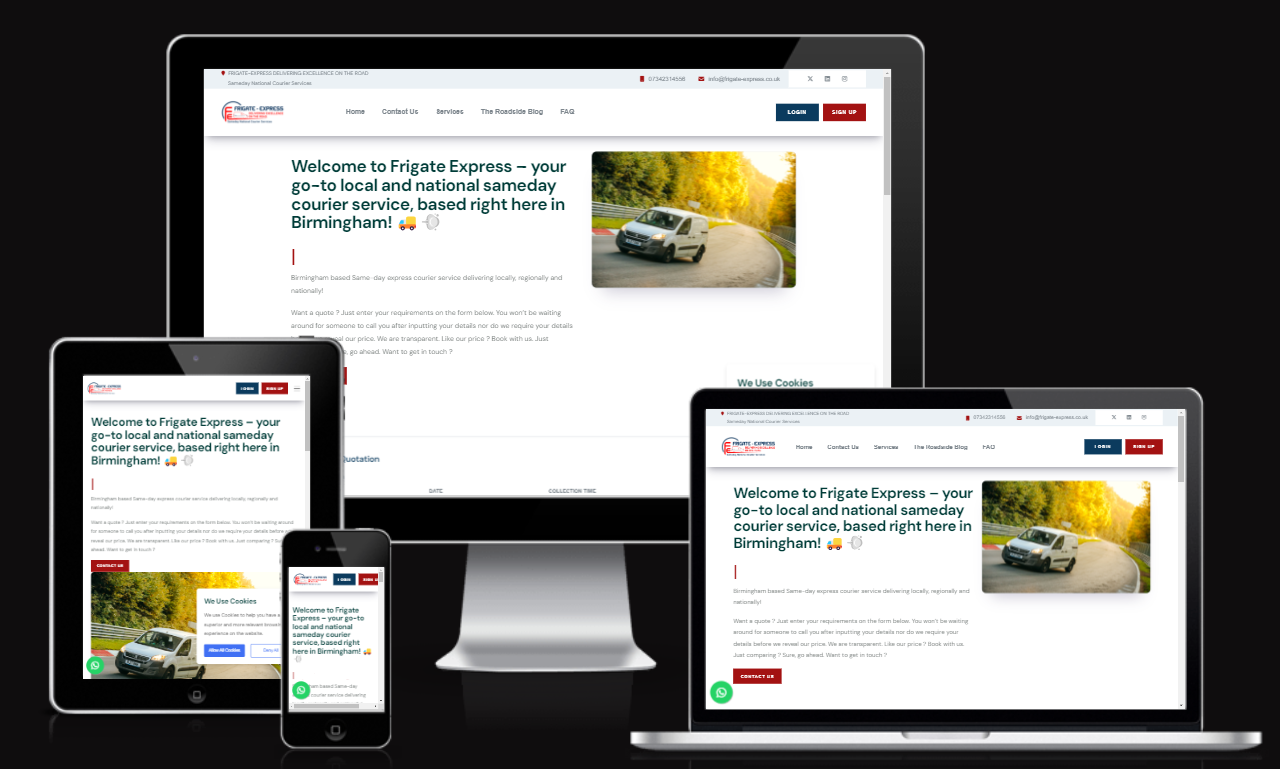 FRIGATE-EXPRESS DELIVERING EXCELLENCE ON THE ROAD
Sameday National Courier Services
07342314556
info@frigate-express.co.uk
FRIGATE - EXPRESS
Sameday National Courier Services
Home
Contact Us
Services
The Roadside Blog
FAQ
LOGIN
SIGN UP
Welcome to Frigate Express – your
go-to local and national sameday
courier service, based right here in
Birmingham!
Birmingham based Same-day express courier service delivering locally, regionally and
nationally!
Want a quote ? Just enter your requirements on the form below. You won't be waiting
around for someone to call you after inputting your details nor do we require your details
al our price. We are transparent. Like our price ? Book with us. Just
, go ahead. Want to get in touch ?
We Use Cookies
Quotation
DATE
COLLECTION TIME
FRIGATE - EXPRESS
LOGIN
SIGN UP
Welcome to Frigate Express – your
go-to local and national sameday
courier service, based right here in
Birmingham!
Birmingham based Same-day express courier service delivering locally, regionally and
nationally!
Want a quote ? Just enter your requirements on the form below. You won't be waiting around
for someone to call you after inputting your details nor do we require your details before we
reveal our price. We are transparent. Like our price ? Book with us. Just comparing ? Su
ahead. Want to get in touch ?
CONTACT US
We Use Cookies
We use Cookies to help you have a
superior and more relevant browsing
experience on the website.
Allow All Cookies
Deny All
FRIGATE - EXPRESS
LOGIN
SIGN U
Welcome to Frigate
Express – your go-to
local and national
sameday courier
service, based right
here in Birmingham!
ham based Same-day
courier service delivering
FRIGATE-EXPRESS DELIVERING EXCELLENCE ON THE ROAD
Sameday National Courier Services
07342314556
info@frigate-express.co.uk
FRIGATE - EXPRESS
Home
Contact Us
Services
The Roadside Blog
FAQ
LOGIN
SIGN UP
Welcome to Frigate Express – your
go-to local and national sameday
courier service, based right here in
Birmingham!
Birmingham based Same-day express courier service delivering locally, regionally and
nationally!
Want a quote ? Just enter your requirements on the form below. You won't be
waiting around for someone to call you after inputting your details nor do we require your
details before we reveal our price. We are transparent. Like our price ? Book with us.
Just comparing ? Sure, go ahead. Want to get in touch ?
CONTACT US